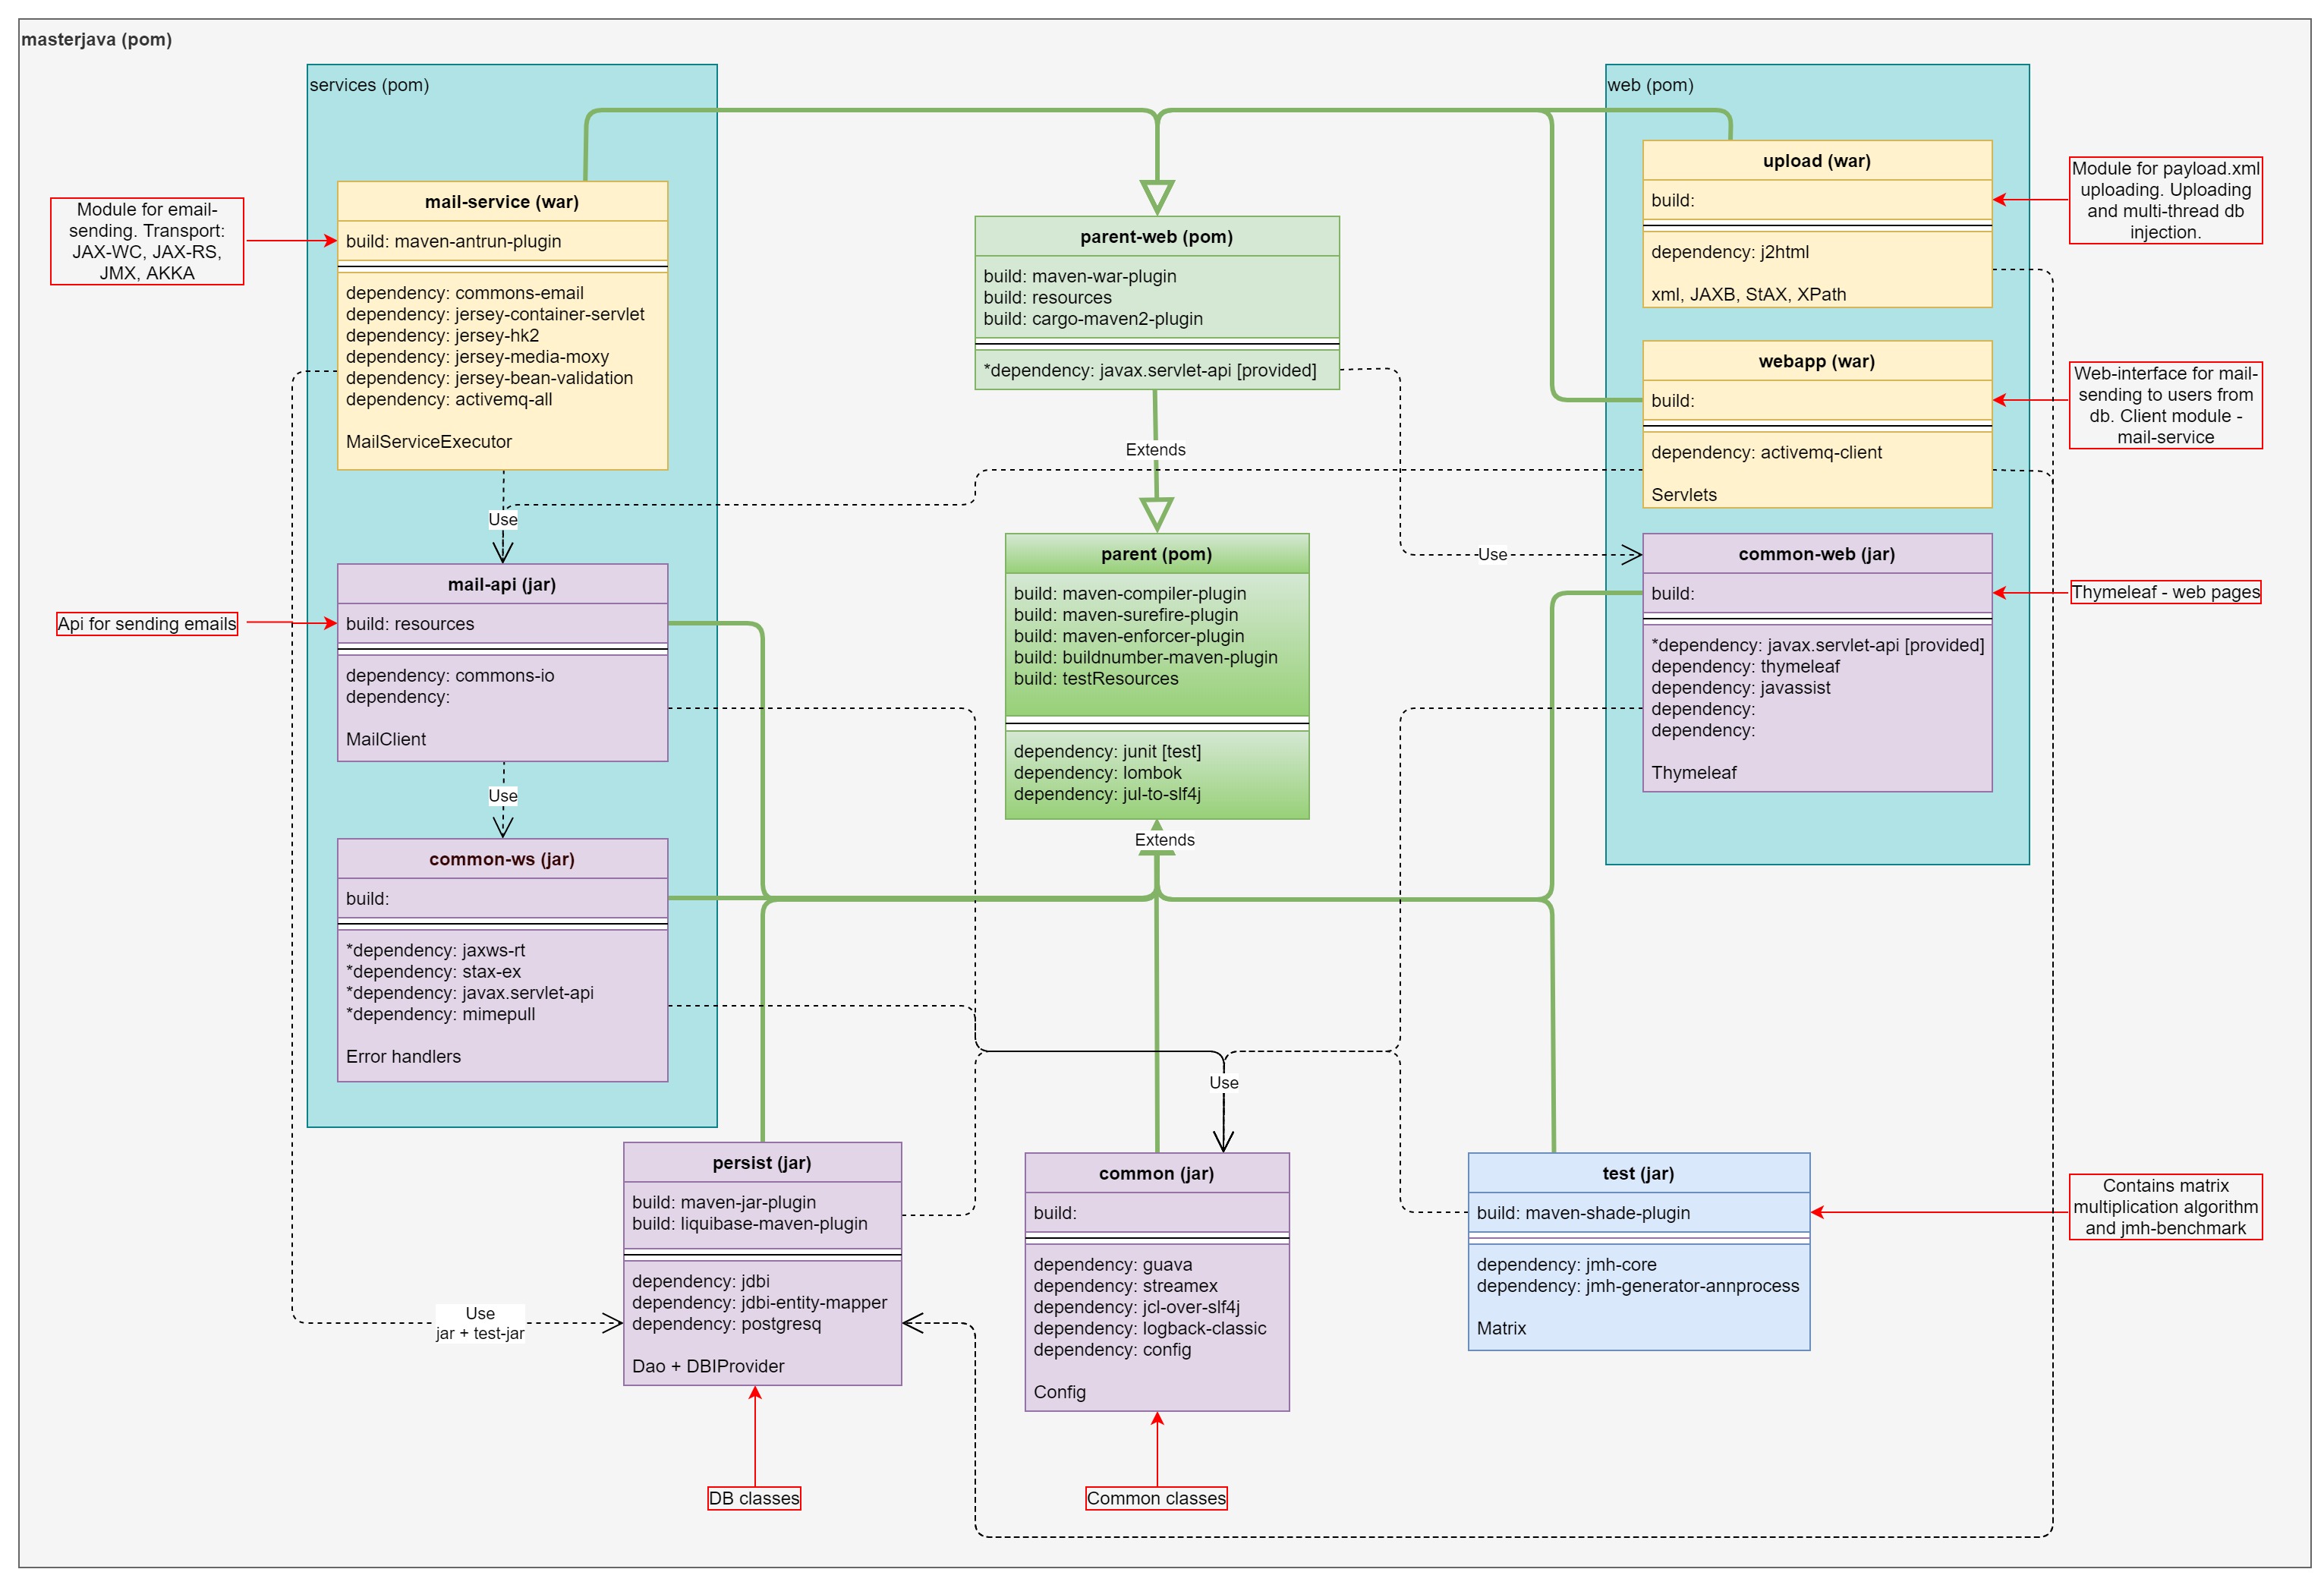 masterjava (pom)
services (pom)
mail-service (war)
build: maven-antrun-plugin
dependency: commons-email
dependency: jersey-container-servlet
dependency: jersey-hk2
dependency: jersey-media-moxy
dependency: jersey-bean-validation
dependency: activemq-all
MailServiceExecutor
Module for email-
sending. Transport:
JAX-WC, JAX-RS,
JMX, AKKA
Use
mail-api (jar)
build: resources
dependency: commons-io
dependency:
MailClient
Api for sending emails
Use
common-ws (jar)
build:
*dependency: jaxws-rt
*dependency: stax-ex
*dependency: javax.servlet-api
*dependency: mimepull
Error handlers
parent-web (pom)
build: maven-war-plugin
build: resources
build: cargo-maven2-plugin
*dependency: javax.servlet-api [provided]
Extends
parent (pom)
build: maven-compiler-plugin
build: maven-surefire-plugin
build: maven-enforcer-plugin
build: buildnumber-maven-plugin
build: testResources
dependency: junit [test]
dependency: lombok
dependency: jul-to-slf4j
Extends
web (pom)
upload (war)
build:
dependency: j2html
xml, JAXB, StAX, XPath
Module for payload.xml
uploading. Uploading
and multi-thread db
injection.
webapp (war)
build:
dependency: activemq-client
Servlets
Web-interface for mail-
sending to users from
db. Client module -
mail-service
Use
common-web (jar)
build:
*dependency: javax.servlet-api [provided]
dependency: thymeleaf
dependency: javassist
dependency:
dependency:
Thymeleaf
Thymeleaf - web pages
Use
persist (jar)
build: maven-jar-plugin
build: liquibase-maven-plugin
dependency: jdbi
dependency: jdbi-entity-mapper
dependency: postgresq
Dao + DBIProvider
Use
jar + test-jar
DB classes
common (jar)
build:
dependency: guava
dependency: streamex
dependency: jcl-over-slf4j
dependency: logback-classic
dependency: config
Config
Common classes
test (jar)
build: maven-shade-plugin
dependency: jmh-core
dependency: jmh-generator-annprocess
Matrix
Contains matrix
multiplication algorithm
and jmh-benchmark